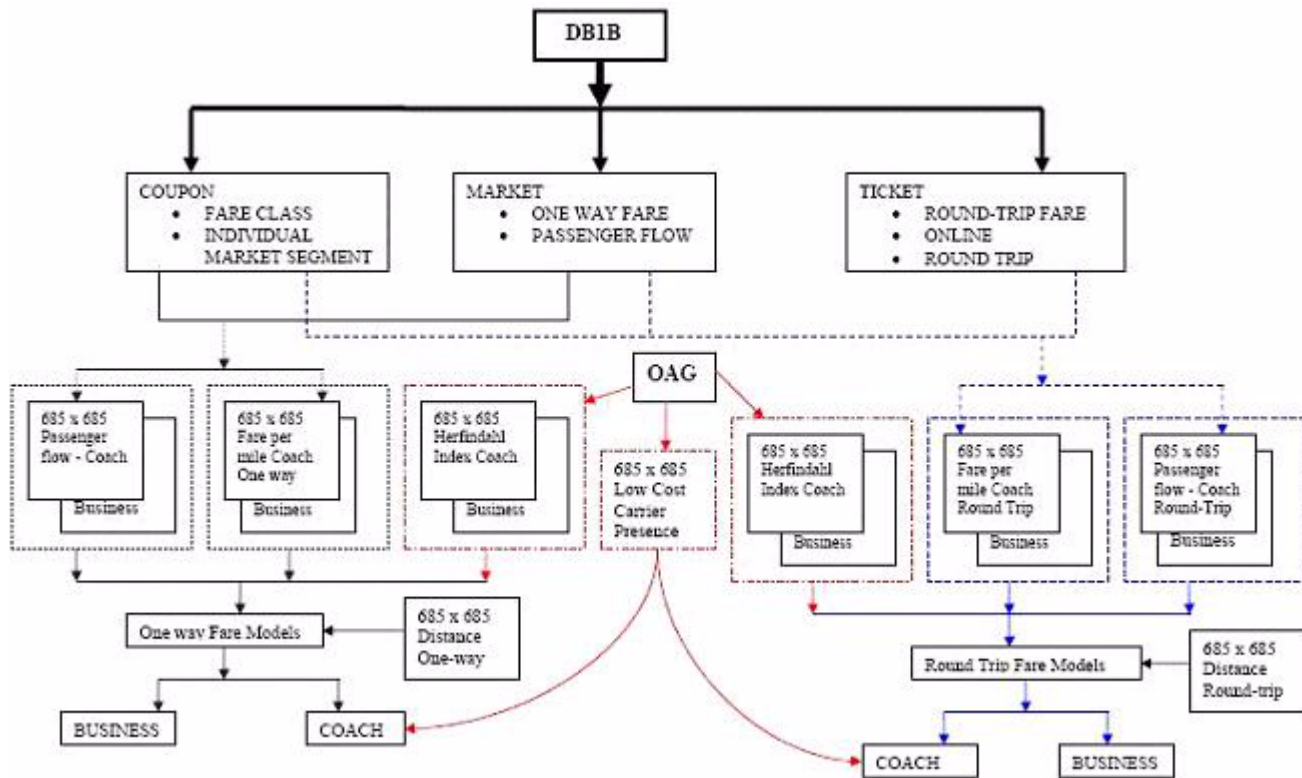 DB1B
COUPON
• FARE CLASS
• INDIVIDUAL
MARKET SEGMENT
MARKET
• ONE WAY FARE
• PASSENGER FLOW
TICKET
• ROUND-TRIP FARE
• ONLINE
• ROUND TRIP
OAG
685 x 685
Passenger
flow - Coach
Business
685 x 685
Fare per
mile Coach
One way
Business
685 x 685
Herfindahl
Index Coach
Business
685 x 685
Low Cost
Carrier
Presence
685 x 685
Herfindahl
Index Coach
Business
685 x 685
Fare per
mile Coach
Round Trip
Business
685 x 685
Passenger
flow - Coach
Round-Trip
Business
One way Fare Models
685 x 685
Distance
One-way
Round Trip Fare Models
685 x 685
Distance
Round-trip
BUSINESS
COACH
COACH
BUSINESS